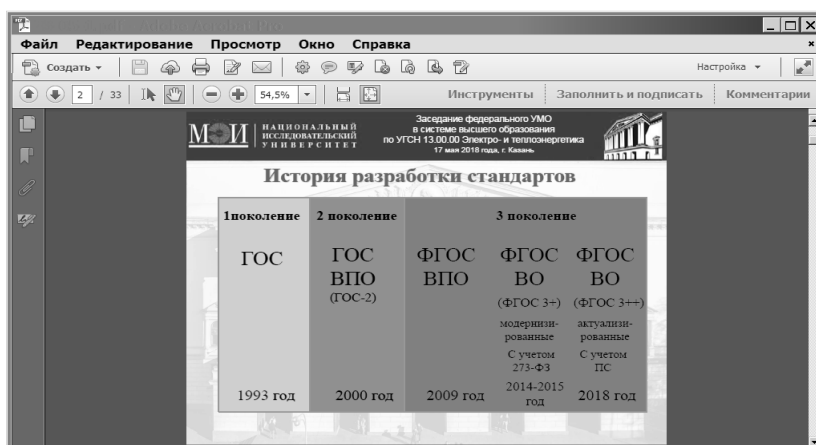 Файл Редактирование Просмотр Окно Справка
Создать Настройка
2 / 33 54,5% Инструменты Заполнить и подписать Комментарии
МЭИ
НАЦИОНАЛЬНЫЙ
ИССЛЕДОВАТЕЛЬСКИЙ
УНИВЕРСИТЕТ
Заседание федерального УМО
в системе высшего образования
по УГСН 13.00.00 Электро- и теплоэнергетика
17 мая 2018 года, г. Казань
История разработки стандартов
1поколение 2 поколение 3 поколение
ГОС
ГОС
ВПО
(ГОС-2)
ФГОС
ВПО
ФГОС
ВО
(ФГОС 3+)
модернизи-
рованные
С учетом
273-ФЗ
ФГОС
ВО
(ФГОС 3++)
актуализи-
рованные
С учетом
ПС
1993 год 2000 год 2009 год 2014-2015
год 2018 год